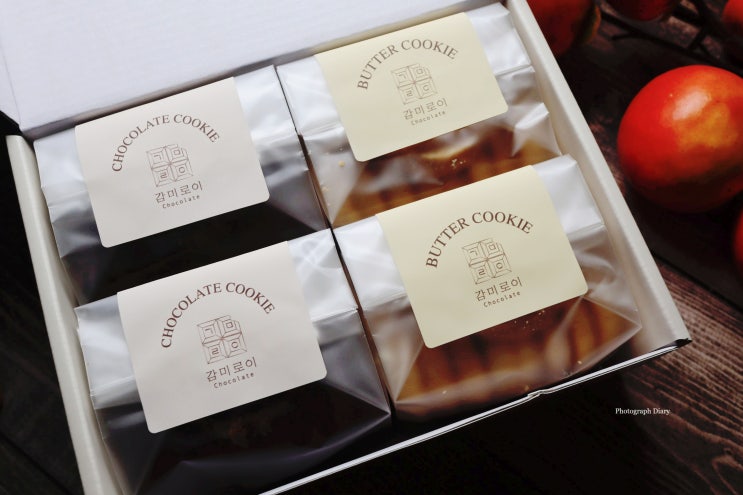 CHOCOLATE COOKIE
감미로이
Chocolate
BUTTER COOKIE
감미로이
Chocolate
CHOCOLATE COOKIE
감미로이
Chocolate
BUTTER COOKIE
감미로이
Chocolate
Photograph Diary.